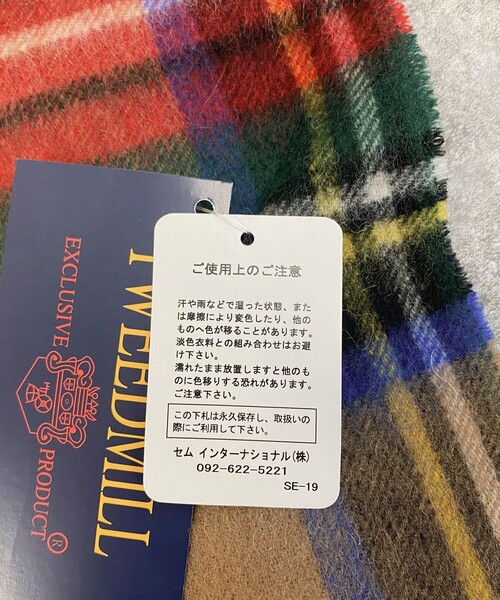 ご使用上のご注意
汗や雨などで湿った状態、また
は摩擦により変色したり、他の
ものへ色が移ることがあります。
淡色衣料との組み合わせはお避
け下さい。
濡れたまま放置しますと他のも
のに色移りする恐れがあります。
ご注意下さい。
この下札は永久保存し、取扱いの
際にご利用して下さい。
セム インターナショナル(株)
092-622-5221
SE-19
TWEEDMILL
EXCLUSIVE
PRODUCT
®